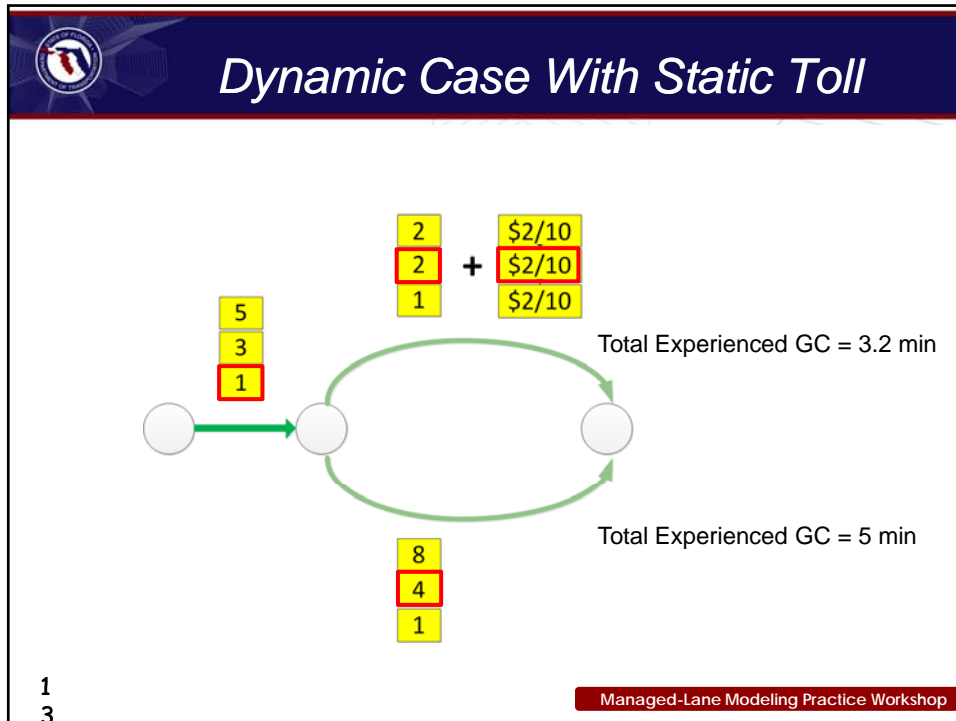 Dynamic Case With Static Toll
2 $2/10
2 + $2/10
1 $2/10
5
3
1
Total Experienced GC = 3.2 min
Total Experienced GC = 5 min
8
4
1
1
3
Managed-Lane Modeling Practice Workshop